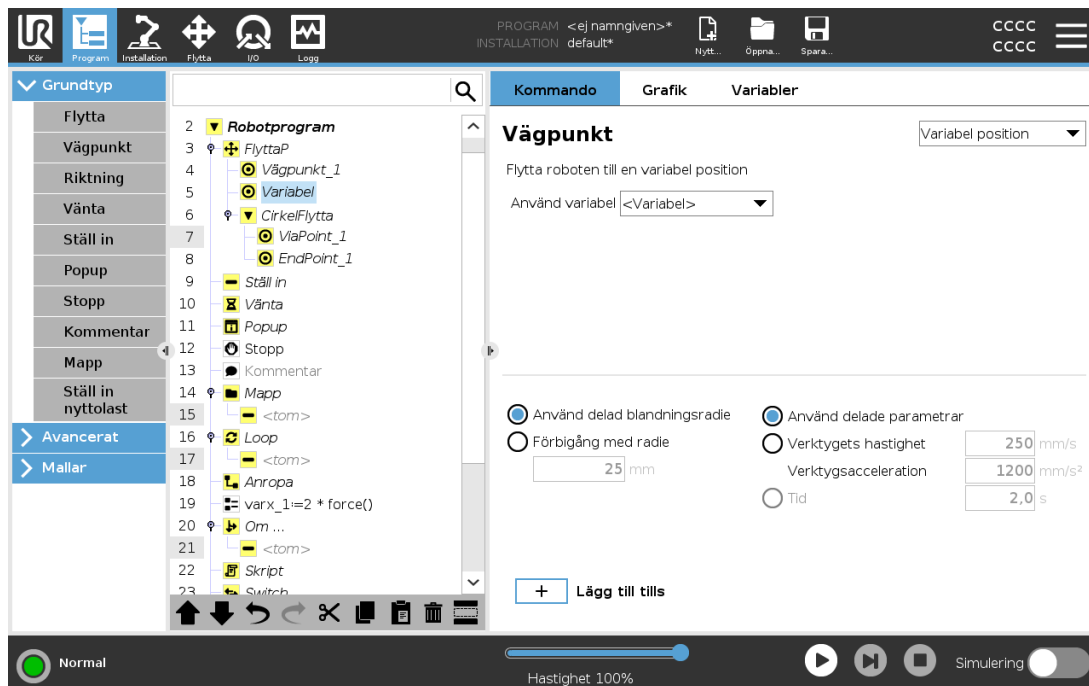 PROGRAM <ej namngiven>*
INSTALLATION default*
Kör
Program
Installation
Flytta
I/O
Logg
Nytt...
Öppna...
Spara...
CCCC
CCCC
Grundtyp
Flytta
Vägpunkt
Riktning
Vänta
Ställ in
Popup
Stopp
Kommentar
Mapp
Ställ in
nyttolast
Avancerat
Mallar
2 Robotprogram
3 FlyttaP
4 Vägpunkt_1
5 Variabel
6 CirkelFlytta
7 ViaPoint_1
8 EndPoint_1
9 Ställ in
10 Vänta
11 Popup
12 Stopp
13 Kommentar
14 Mapp
15 <tom>
16 Loop
17 <tom>
18 Anropa
19 varx_1:=2 * force()
20 Om ...
21 <tom>
22 Skript
23 Switch
Kommando Grafik Variabler
Vägpunkt
Variabel position
Flytta roboten till en variabel position
Använd variabel <Variabel>
Använd delad blandningsradie
Förbigång med radie
25 mm
Använd delade parametrar
Verktygets hastighet 250 mm/s
Verktygsacceleration 1200 mm/s²
Tid 2,0 s
+ Lägg till tills
Normal
Hastighet 100%
Simulering